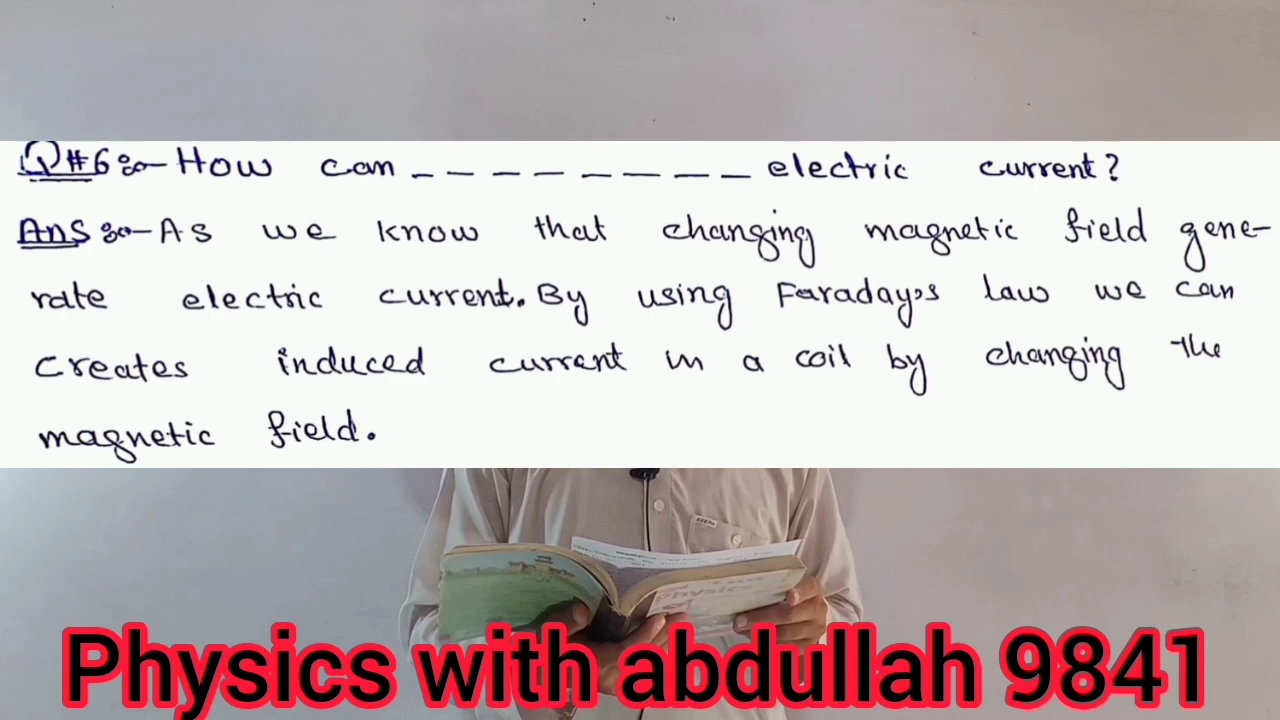 Q#6:- How can _ _ _ _ _ _ _ _ _ electric current?
Ans:- As we know that changing magnetic field gene-
rate electric current. By using Faraday's law we can
creates induced current in a coil by changing the
magnetic field.
Physics
Physics with abdullah 9841